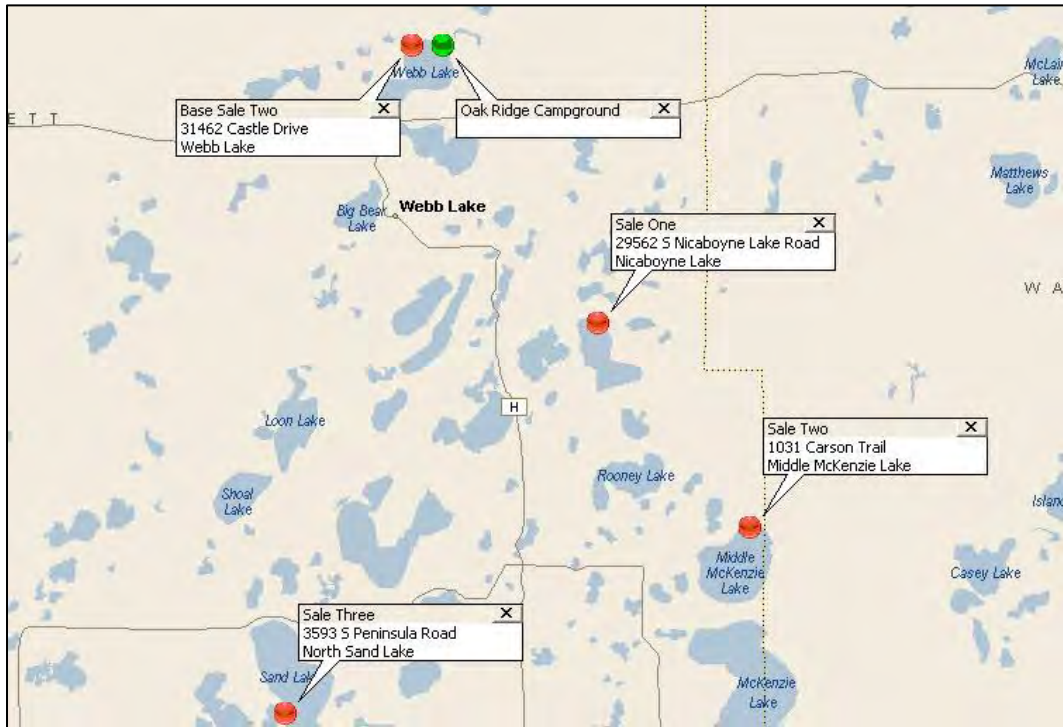 Webb Lake
McLain
Lake
Base Sale Two
31462 Castle Drive
Webb Lake
Oak Ridge Campground
E T T
Matthews
Lake
Big Bear
Lake
Webb Lake
Sale One
29562 S Nicaboyne Lake Road
Nicaboyne Lake
W A
H
Loon Lake
Sale Two
1031 Carson Trail
Middle McKenzie Lake
Rooney Lake
Shoal
Lake
Island
Middle
McKenzie
Lake
Casey Lake
Sale Three
3593 S Peninsula Road
North Sand Lake
Sand Lak
McKenzie
Lake